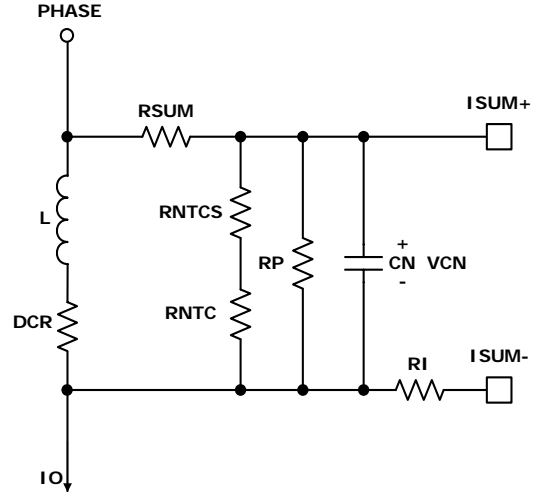 PHASE
RSUM
ISUM+
L
RNTCS
RP
+
CN VCN
-
RNTC
DCR
RI
ISUM-
IO